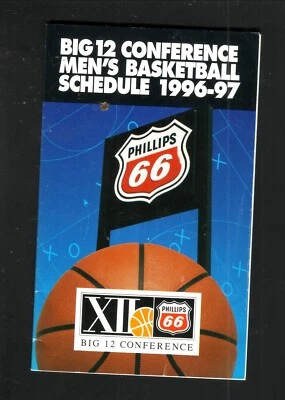 BIG 12 CONFERENCE
MEN'S BASKETBALL
SCHEDULE 1996-97
PHILLIPS
66
XII
PHILLIPS
66
BIG 12 CONFERENCE